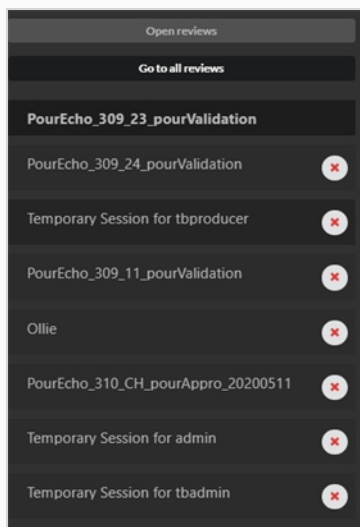 Open reviews
Go to all reviews
PourEcho_309_23_pourValidation
PourEcho_309_24_pourValidation
Temporary Session for tbproducer
PourEcho_309_11_pourValidation
Ollie
PourEcho_310_CH_pourAppro_20200511
Temporary Session for admin
Temporary Session for tbadmin